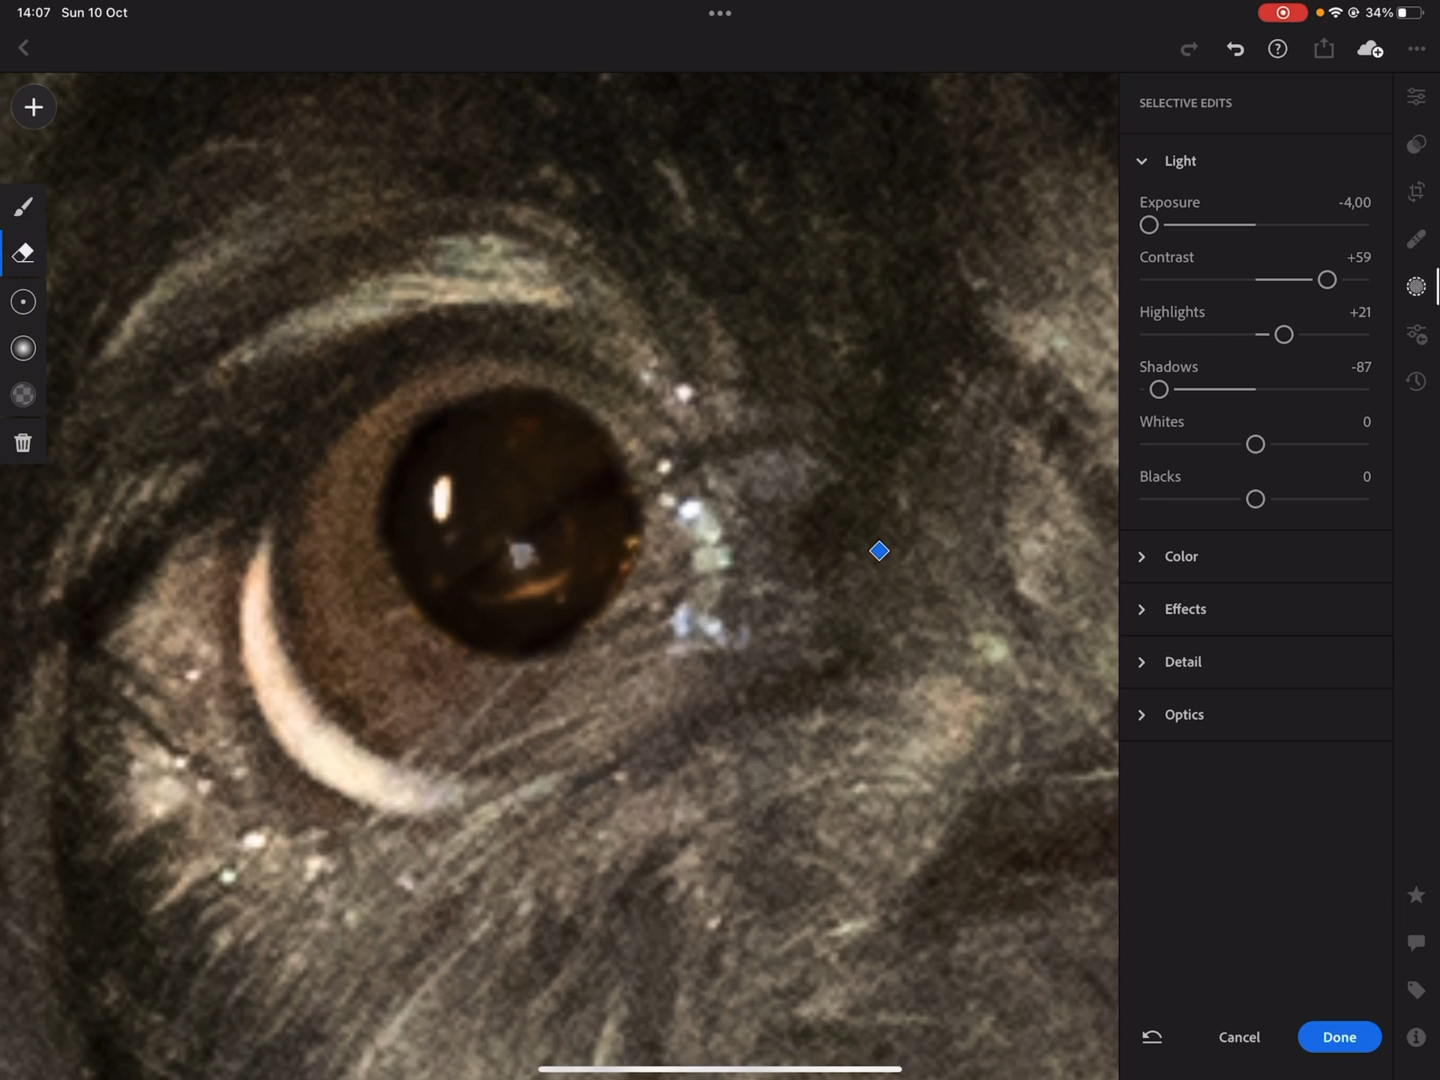 14:07 Sun 10 Oct
34%
SELECTIVE EDITS
Light
Exposure -4,00
Contrast +59
Highlights +21
Shadows -87
Whites 0
Blacks 0
Color
Effects
Detail
Optics
Cancel Done